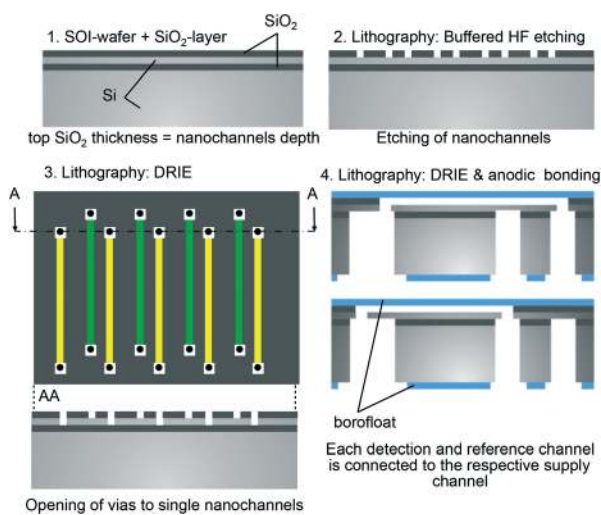 1. SOI-wafer + SiO₂-layer
SiO₂
Si
top SiO₂ thickness = nanochannels depth
2. Lithography: Buffered HF etching
Etching of nanochannels
3. Lithography: DRIE
A
A
AA
Opening of vias to single nanochannels
4. Lithography: DRIE & anodic bonding
borofloat
Each detection and reference channel
is connected to the respective supply
channel